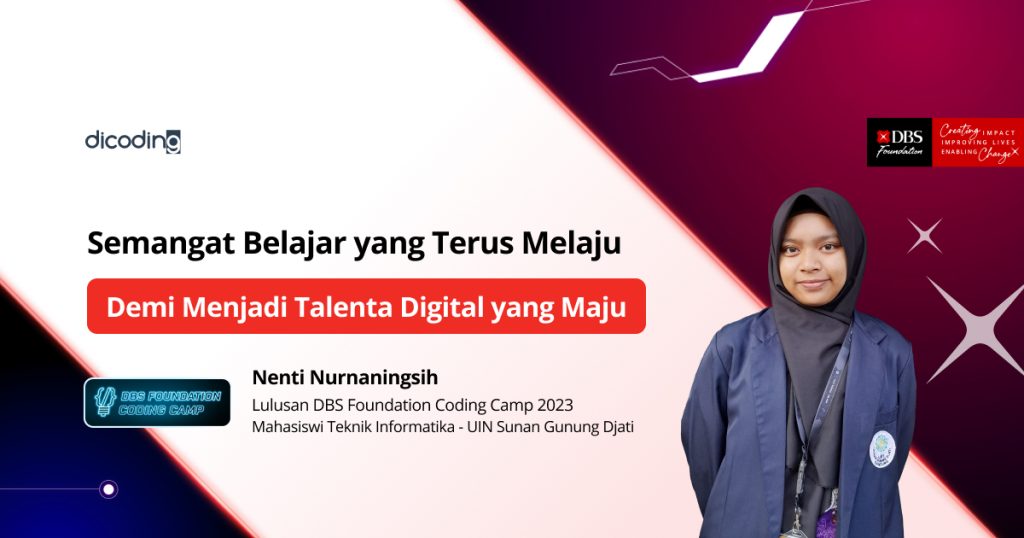 dicoding
DBS
Foundation
Creating IMPACT
IMPROVING LIVES
ENABLING Change
Semangat Belajar yang Terus Melaju
Demi Menjadi Talenta Digital yang Maju
DBS FOUNDATION
CODING CAMP
Nenti Nurnaningsih
Lulusan DBS Foundation Coding Camp 2023
Mahasiswi Teknik Informatika - UIN Sunan Gunung Djati